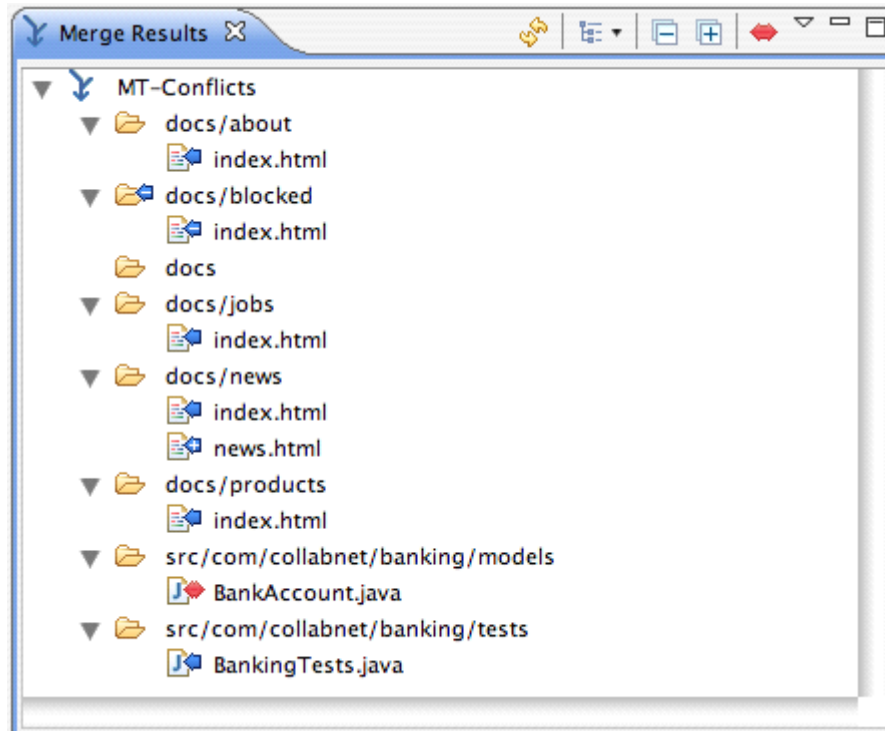 Merge Results
MT-Conflicts
docs/about
index.html
docs/blocked
index.html
docs
docs/jobs
index.html
docs/news
index.html
news.html
docs/products
index.html
src/com/collabnet/banking/models
BankAccount.java
src/com/collabnet/banking/tests
BankingTests.java